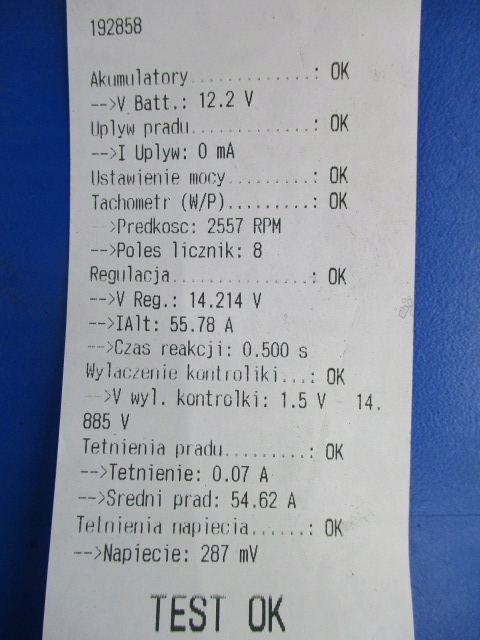 192858
Akumulatory.............: OK
-->V Batt.: 12.2 V
Uplyw pradu.............: OK
-->I Uplyw: 0 mA
Ustawienie mocy.........: OK
Tachometr (W/P).........: OK
-->Predkosc: 2557 RPM
-->Poles licznik: 8
Regulacja...............: OK
-->V Reg.: 14.214 V
-->IAlt: 55.78 A
-->Czas reakcji: 0.500 s
Wylaczenie kontroliki...: OK
-->V wyl. kontrolki: 1.5 V - 14.
885 V
Tetnienia pradu.........: OK
-->Tetnienie: 0.07 A
-->Sredni prad: 54.62 A
Tetnienia napiecia......: OK
-->Napiecie: 287 mV
TEST OK